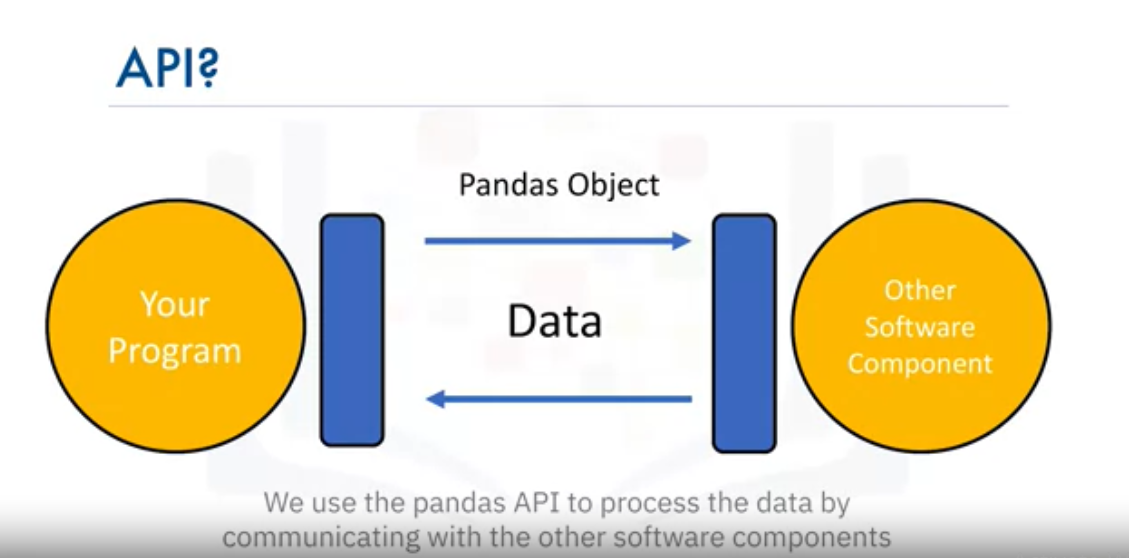 API?
Pandas Object
Your
Program
Data
Other
Software
Component
We use the pandas API to process the data by
communicating with the other software components